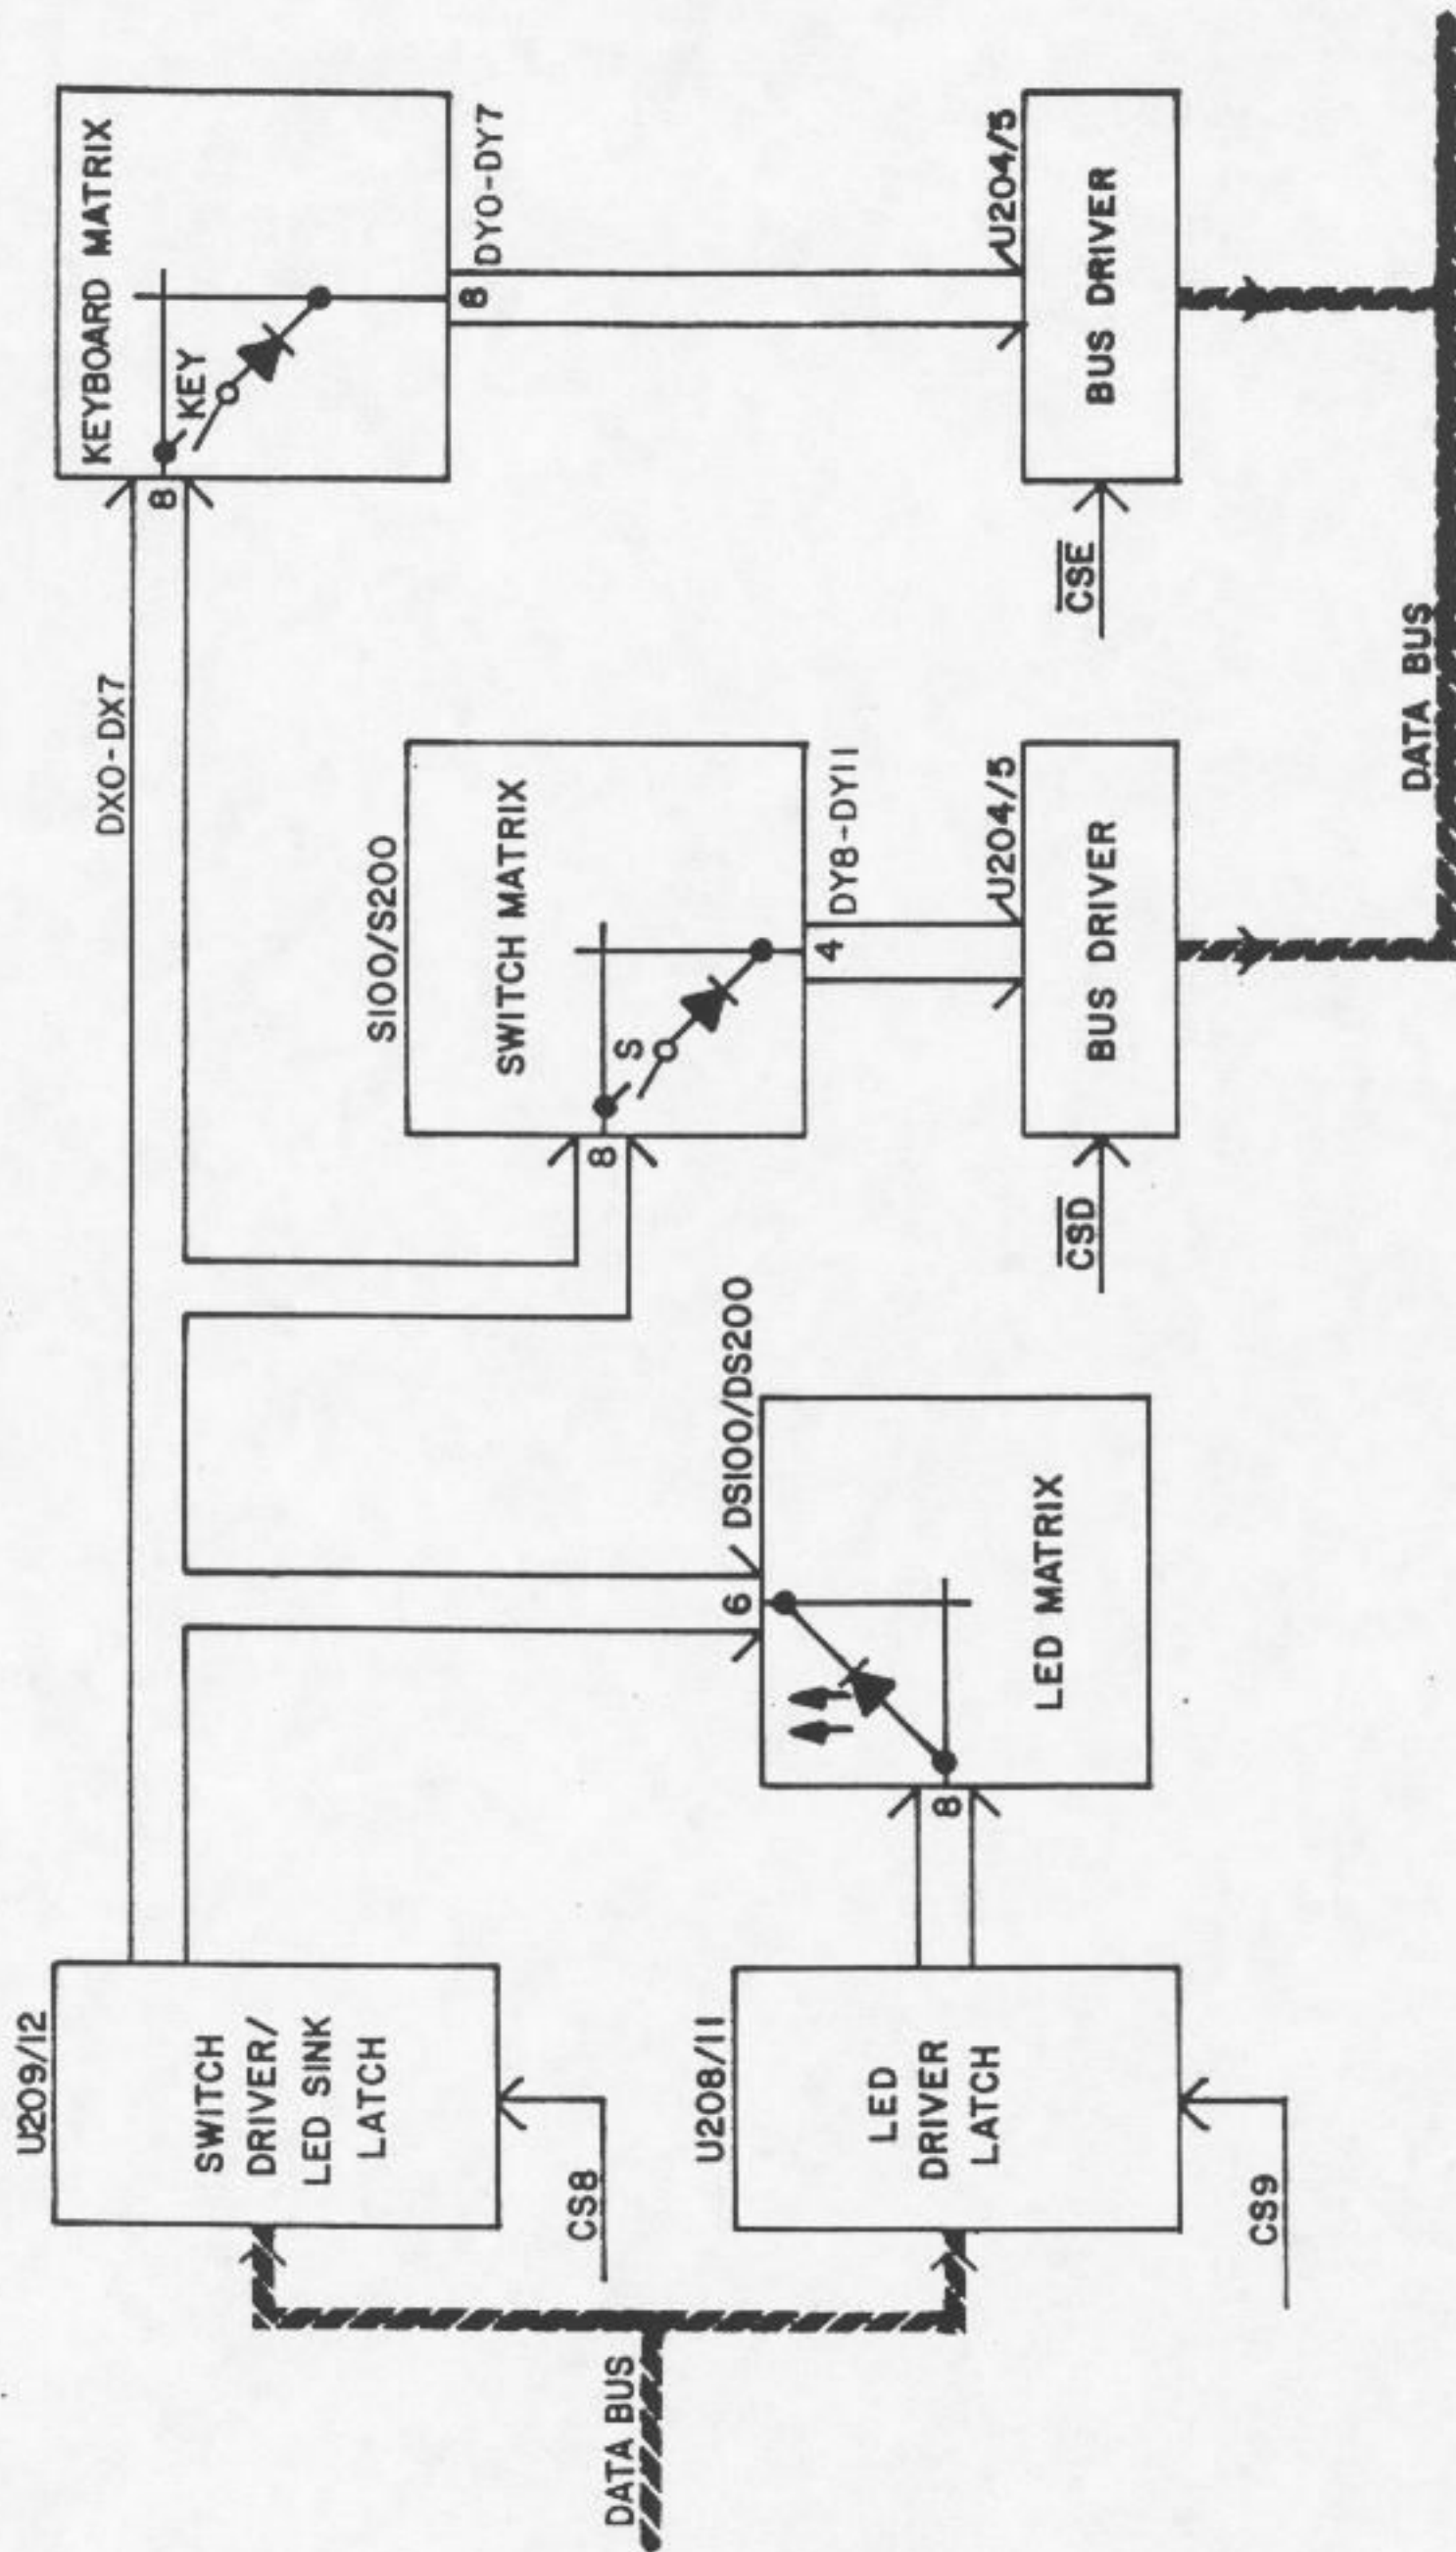 U209/12
SWITCH
DRIVER/
LED SINK
LATCH
CS8
DATA BUS
U208/11
LED
DRIVER
LATCH
CS9
DX0-DX7
8
KEYBOARD MATRIX
KEY
8
DY0-DY7
S100/S200
SWITCH MATRIX
8
S
4
DY8-DY11
DS100/DS200
6
8
LED MATRIX
U204/5
BUS DRIVER
CSD
U204/5
BUS DRIVER
CSE
DATA BUS